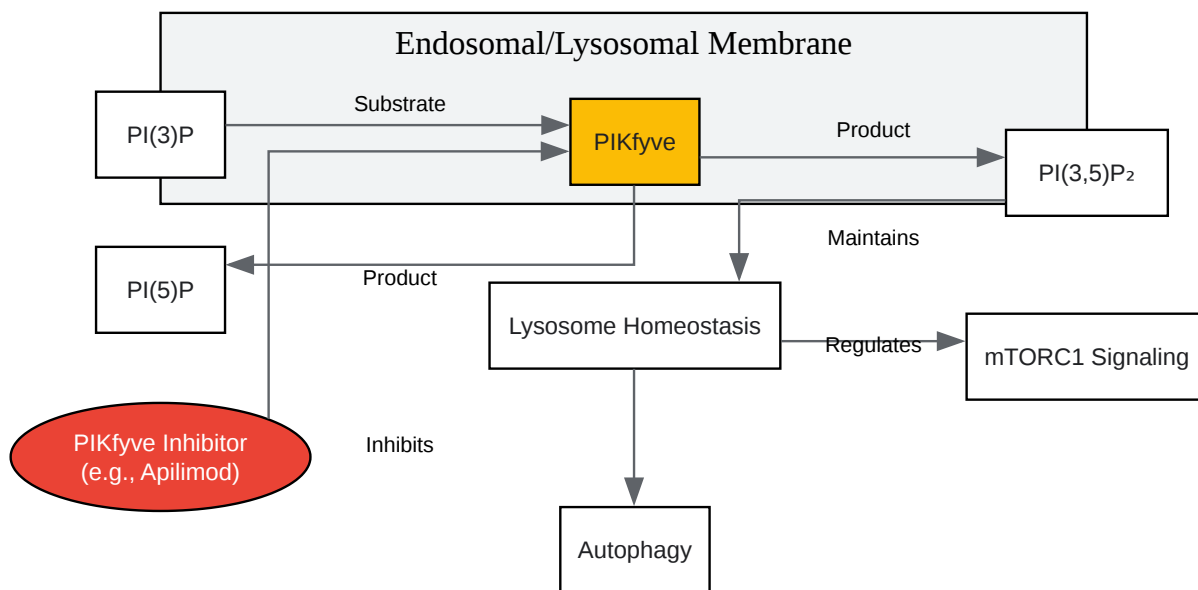 Endosomal/Lysosomal Membrane
Substrate
PI(3)P
PIKfyve
Product
PI(3,5)P₂
Maintains
Product
PI(5)P
Lysosome Homeostasis
Regulates
mTORC1 Signaling
PIKfyve Inhibitor
(e.g., Apilimod)
Inhibits
Autophagy